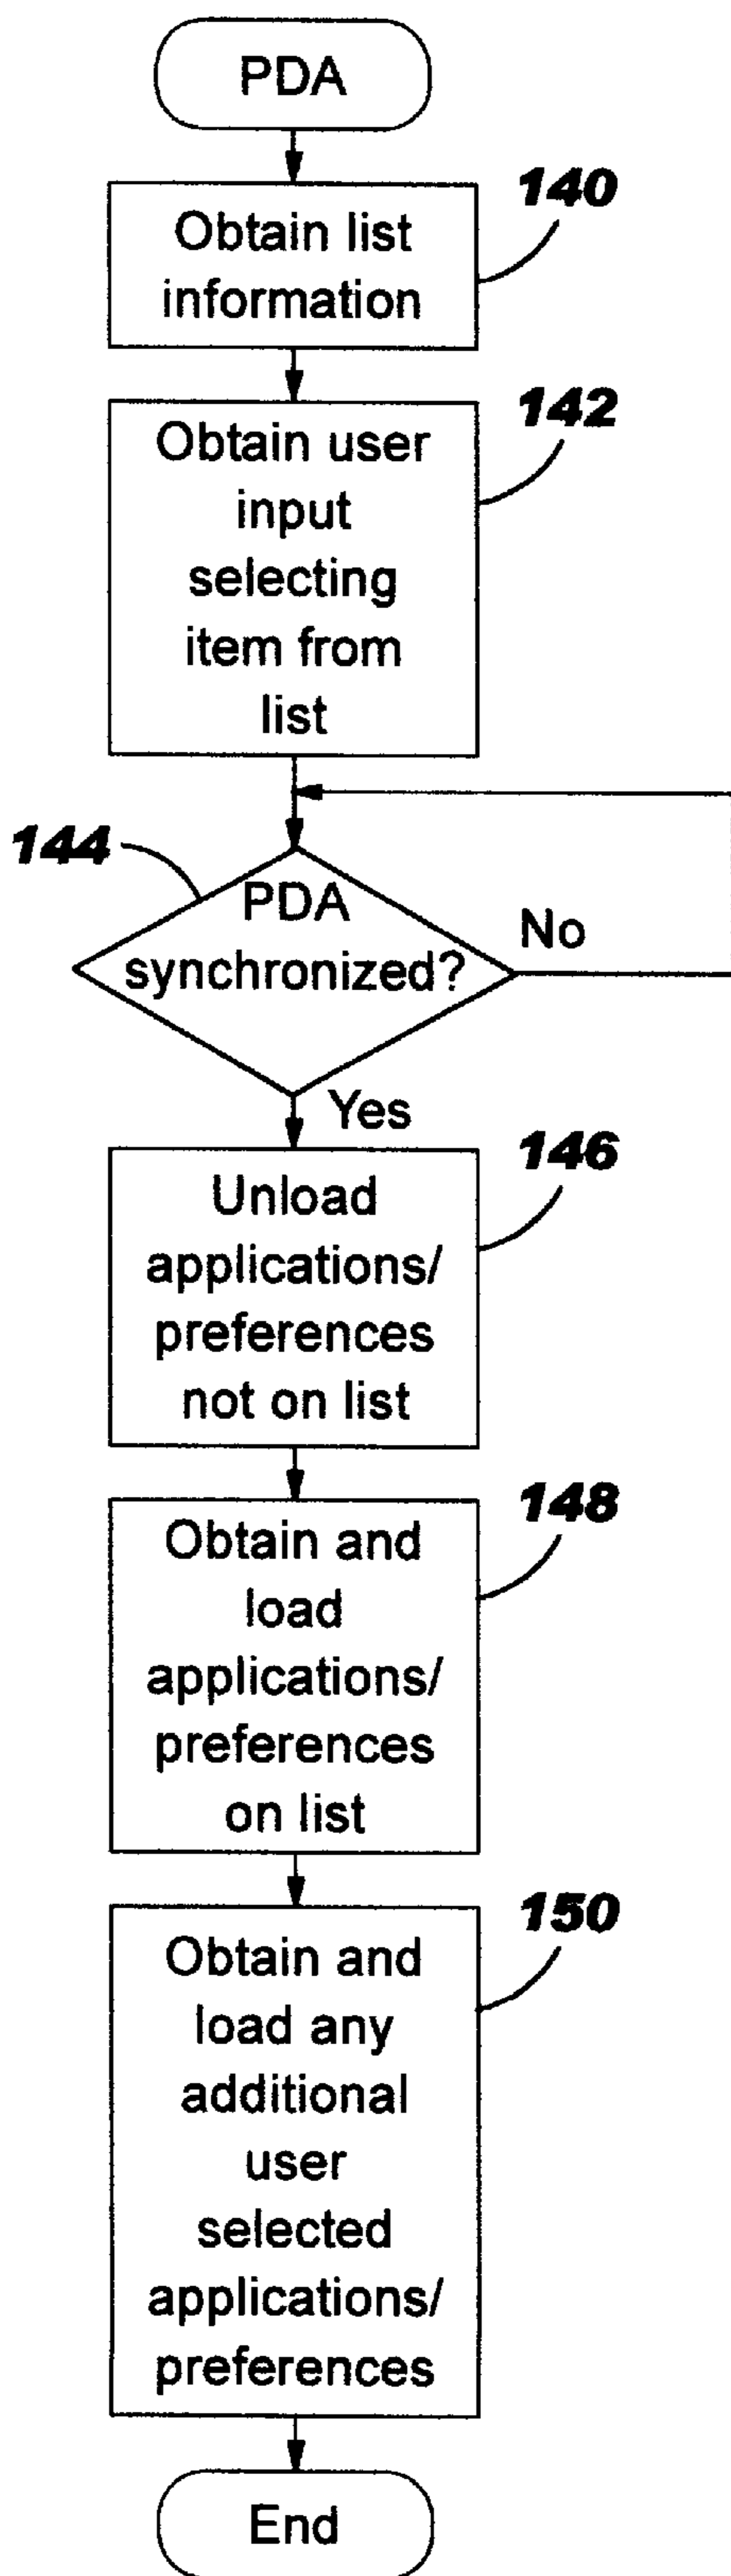 PDA
140
Obtain list
information
142
Obtain user
input
selecting
item from
list
144
PDA
synchronized?
No
Yes
146
Unload
applications/
preferences
not on list
148
Obtain and
load
applications/
preferences
on list
150
Obtain and
load any
additional
user
selected
applications/
preferences
End